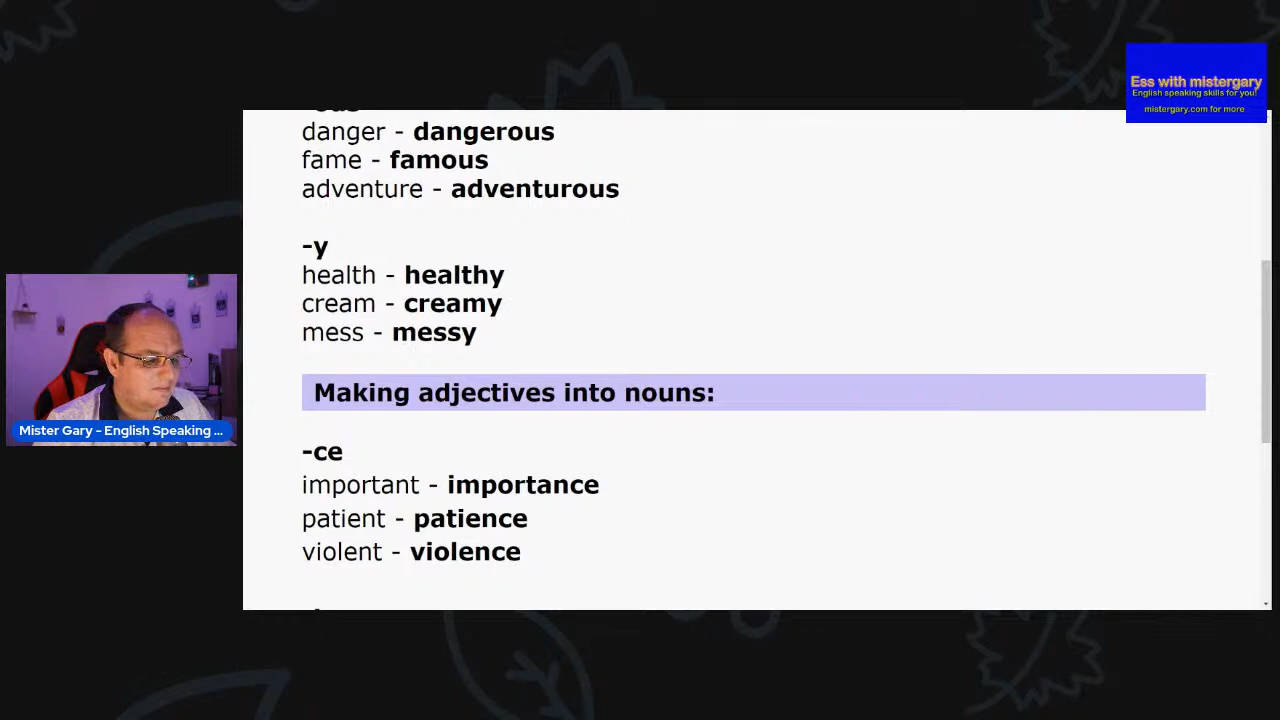 Ess with mistergary
English speaking skills for you!
mistergary.com for more
danger - dangerous
fame - famous
adventure - adventurous
-y
health - healthy
cream - creamy
mess - messy
Making adjectives into nouns:
Mister Gary - English Speaking ...
-ce
important - importance
patient - patience
violent - violence